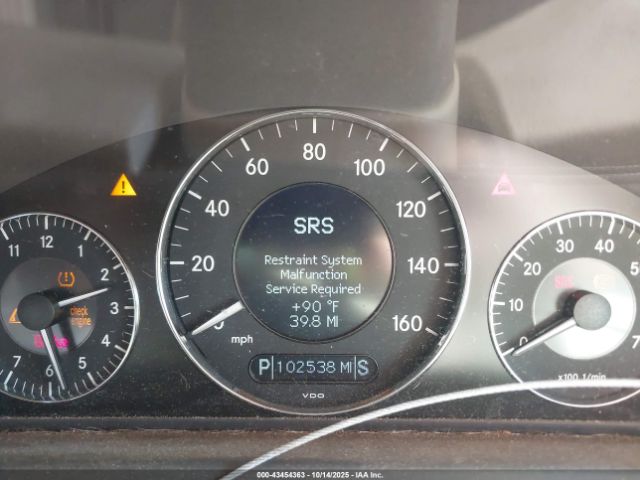 SRS
Restraint System
Malfunction
Service Required
+90 °F
39.8 MI
P 102538 MI S
mph
VDO
20
40
60
80
100
120
140
160
11
12
1
2
3
4
5
6
7
check
engine
0
10
20
30
40
SRS
x100 1/min
000-43454363 - 10/14/2025 - IAA Inc.